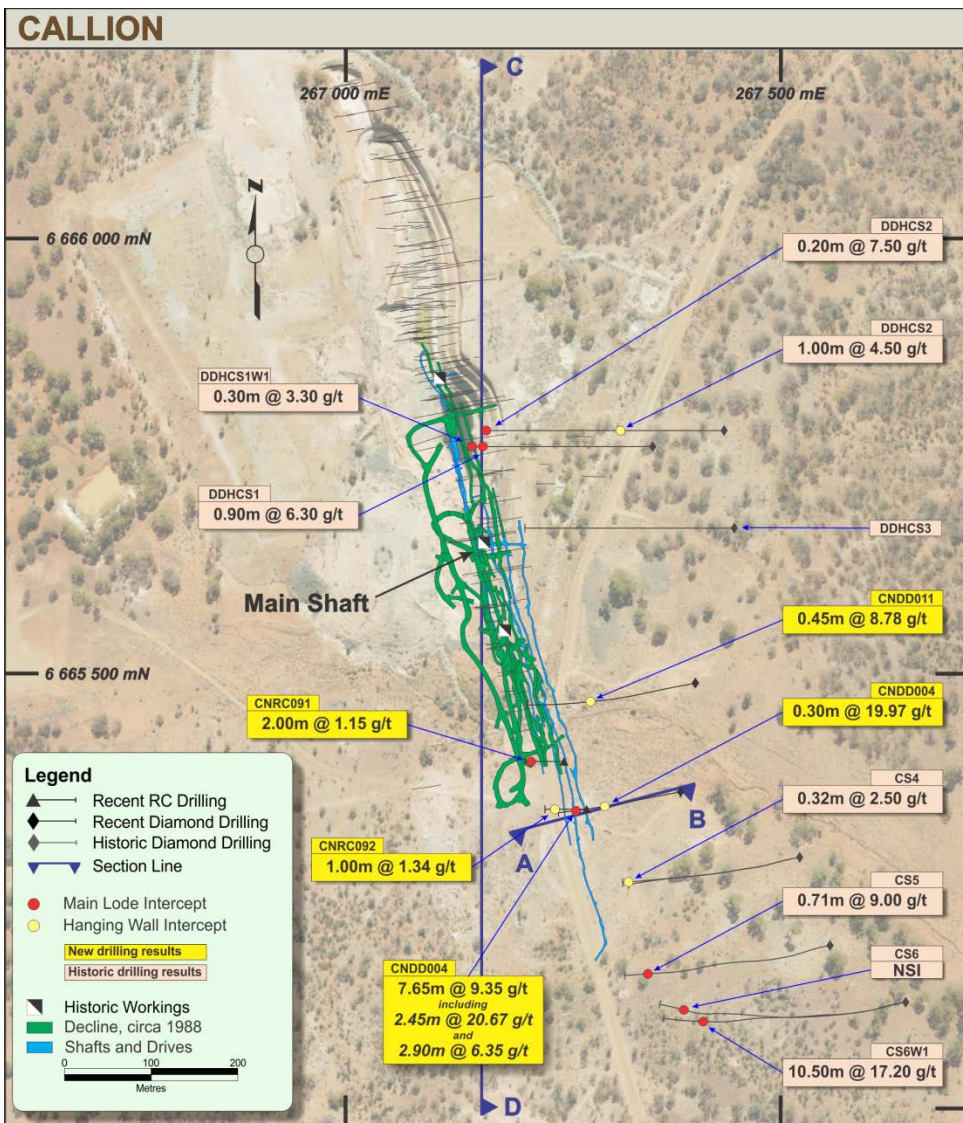 CALLION
C
267 000 mE
267 500 mE
N
6 666 000 mN
DDHCS2
0.20m @ 7.50 g/t
DDHCS2
1.00m @ 4.50 g/t
DDHCS1W1
0.30m @ 3.30 g/t
DDHCS1
0.90m @ 6.30 g/t
DDHCS3
Main Shaft
CNDD011
0.45m @ 8.78 g/t
6 665 500 mN
CNDD004
0.30m @ 19.97 g/t
CNRC091
2.00m @ 1.15 g/t
CS4
0.32m @ 2.50 g/t
B
A
CNRC092
1.00m @ 1.34 g/t
CS5
0.71m @ 9.00 g/t
CS6
NSI
CNDD004
7.65m @ 9.35 g/t
including
2.45m @ 20.67 g/t
and
2.90m @ 6.35 g/t
CS6W1
10.50m @ 17.20 g/t
D
Legend
Recent RC Drilling
Recent Diamond Drilling
Historic Diamond Drilling
Section Line
Main Lode Intercept
Hanging Wall Intercept
New drilling results
Historic drilling results
Historic Workings
Decline, circa 1988
Shafts and Drives
0 100 200
Metres